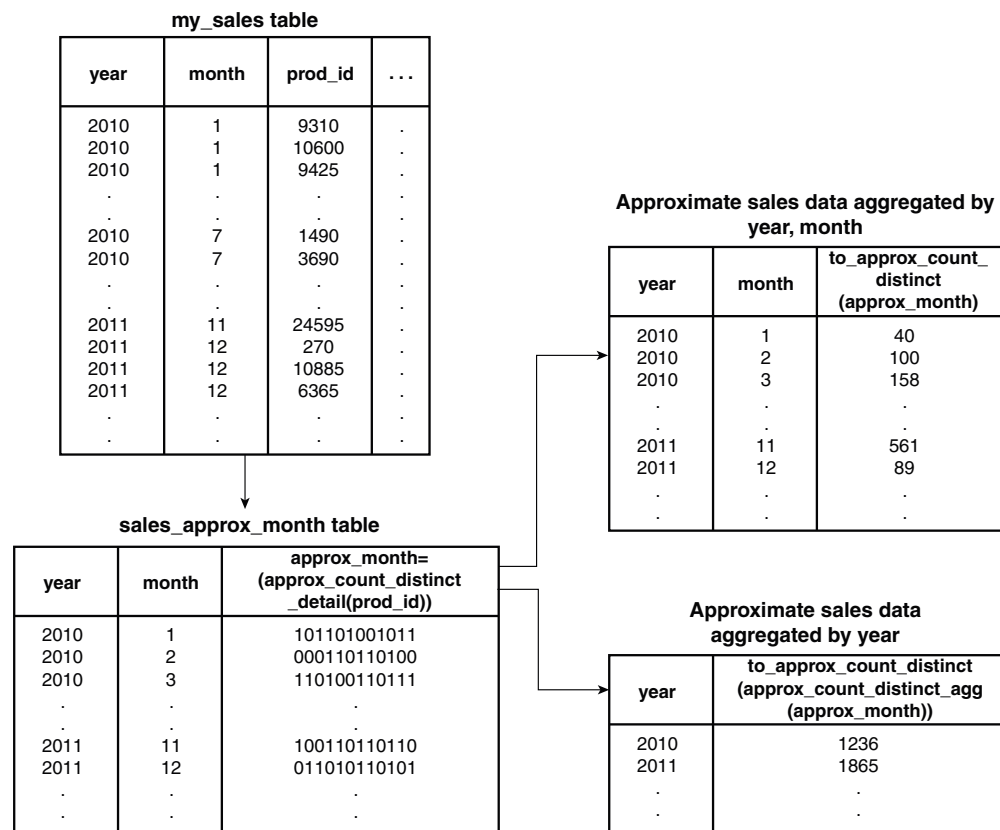 my_sales table
year month prod_id ...
2010 1 9310 .
2010 1 10600 .
2010 1 9425 .
. . . .
. . . .
2010 7 1490 .
2010 7 3690 .
. . . .
. . . .
2011 11 24595 .
2011 12 270 .
2011 12 10885 .
2011 12 6365 .
. . . .
. . . .
sales_approx_month table
year month approx_month=
(approx_count_distinct
_detail(prod_id))
2010 1 101101001011
2010 2 000110110100
2010 3 110100110111
. . .
. . .
2011 11 100110110110
2011 12 011010110101
. . .
. . .
Approximate sales data aggregated by
year, month
year month to_approx_count_
distinct
(approx_month)
2010 1 40
2010 2 100
2010 3 158
. . .
. . .
2011 11 561
2011 12 89
. . .
. . .
Approximate sales data
aggregated by year
year to_approx_count_distinct
(approx_count_distinct_agg
(approx_month))
2010 1236
2011 1865
. .
. .